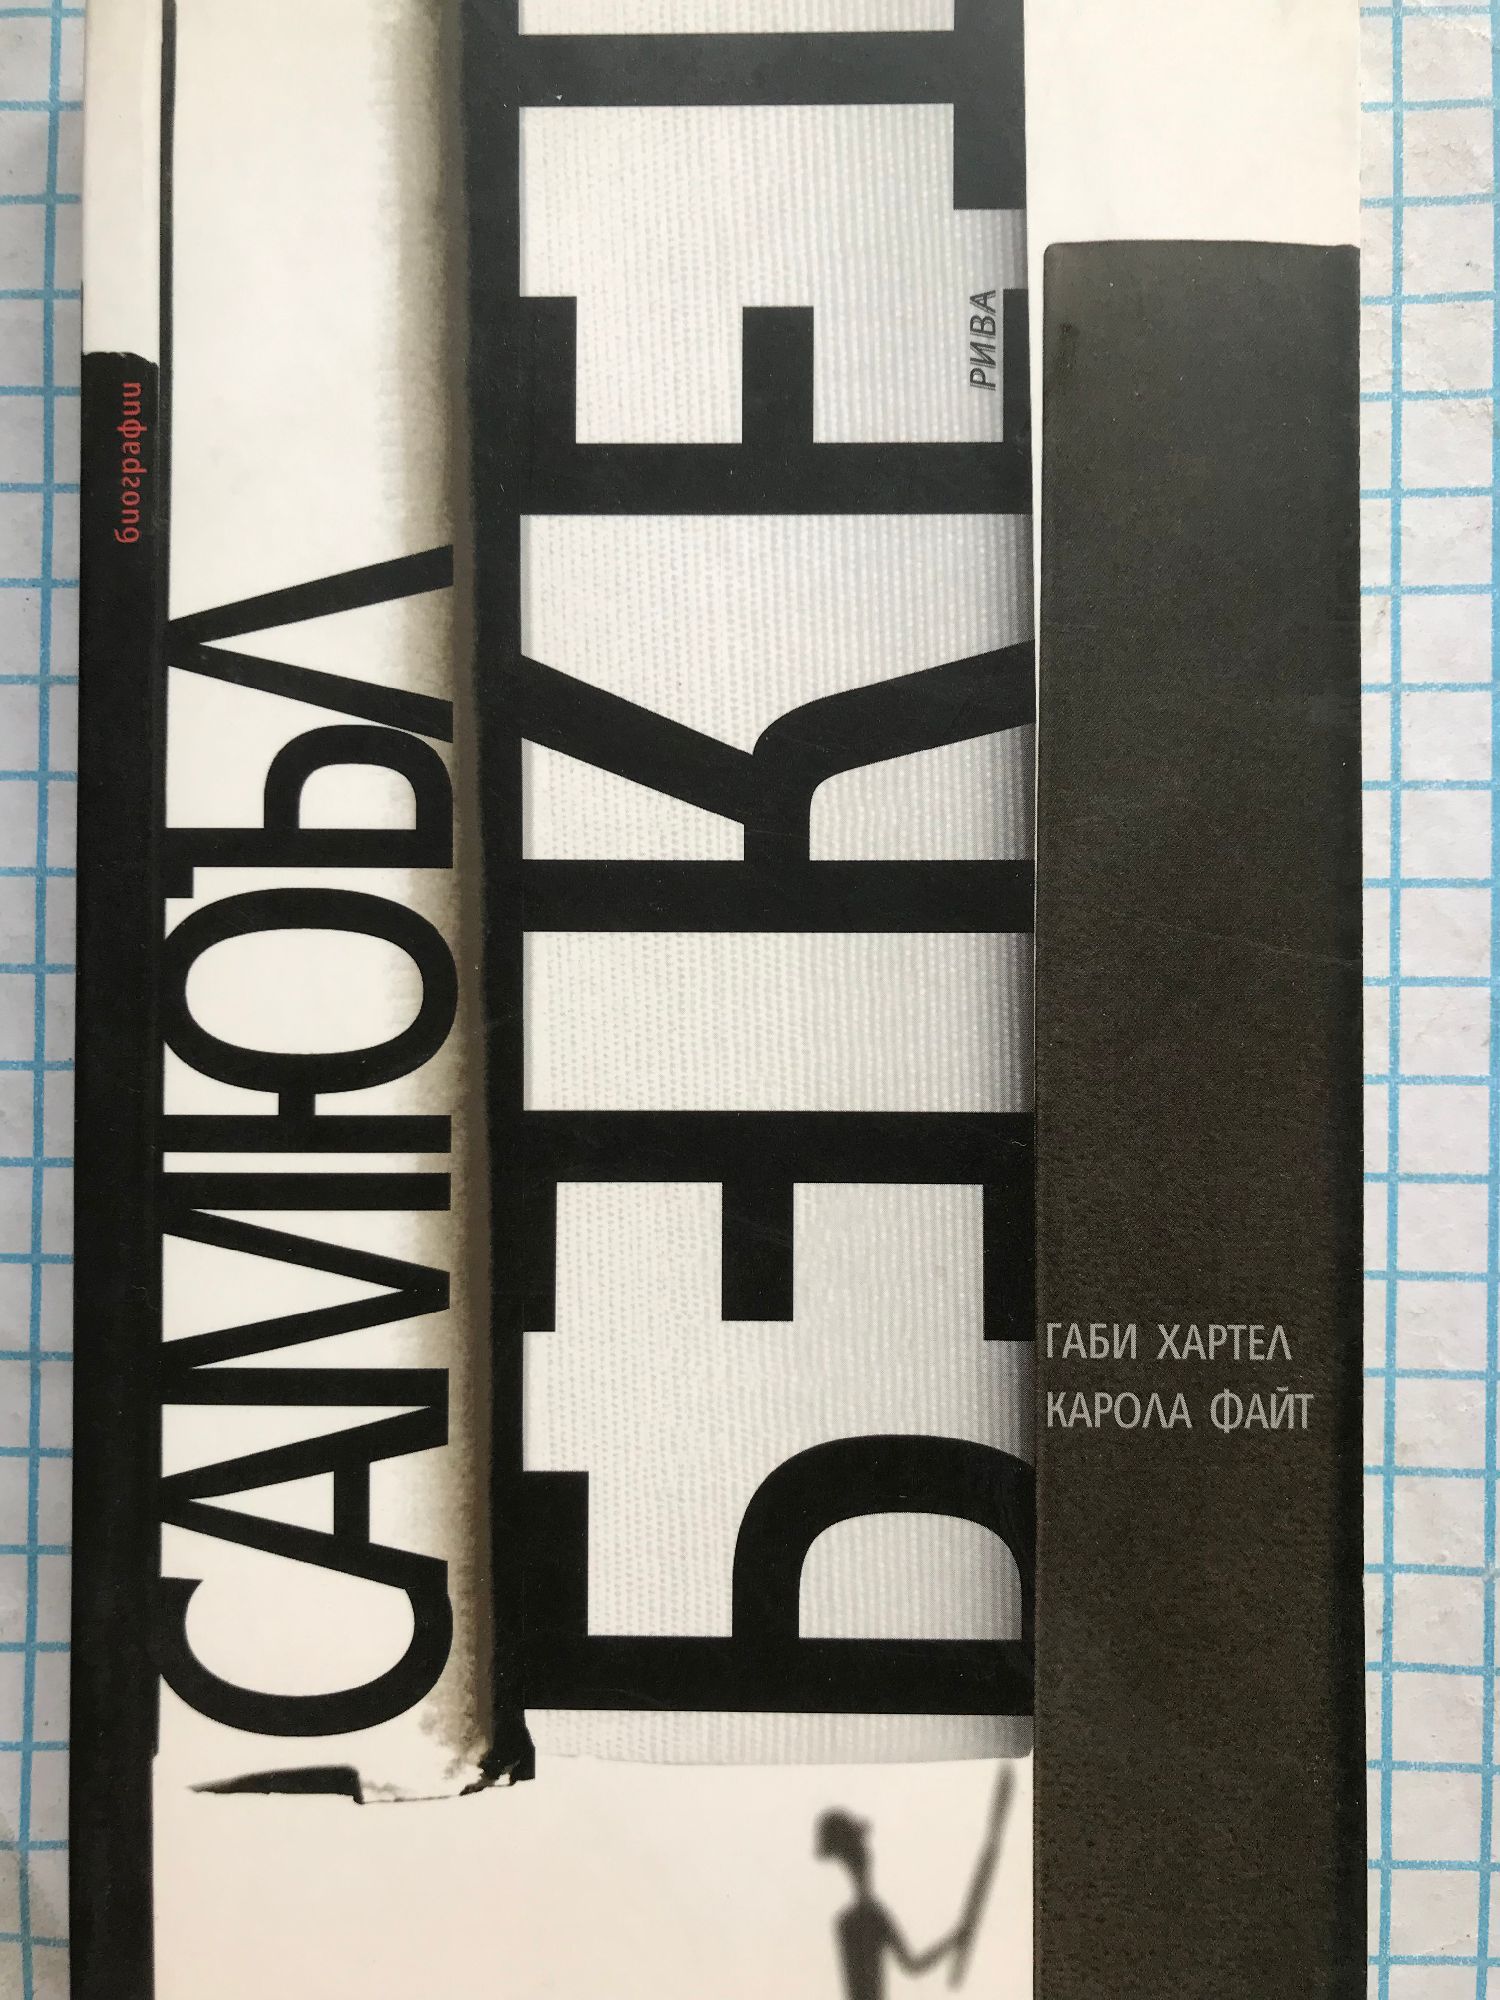 биографии
САМЮЪЛ
БЕКЕТ
РИВА
ГАБИ ХАРТЕЛ
КАРОЛА ФАЙТ